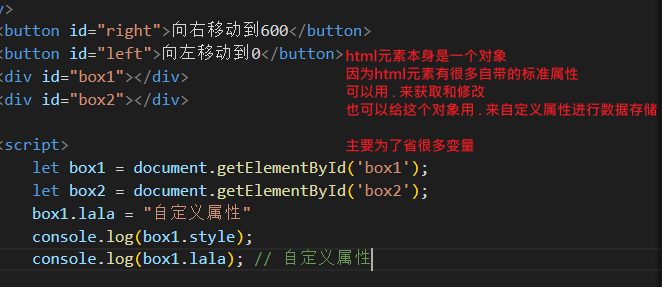 />
<button id="right">向右移动到600</button>
<button id="left">向左移动到0</button>
<div id="box1"></div>
<div id="box2"></div>
html元素本身是一个对象
因为html元素有很多自带的标准属性
可以用 . 来获取和修改
也可以给这个对象用 . 来自定义属性进行数据存储
主要为了省很多变量
<script>
let box1 = document.getElementById('box1');
let box2 = document.getElementById('box2');
box1.lala = "自定义属性"
console.log(box1.style);
console.log(box1.lala); // 自定义属性